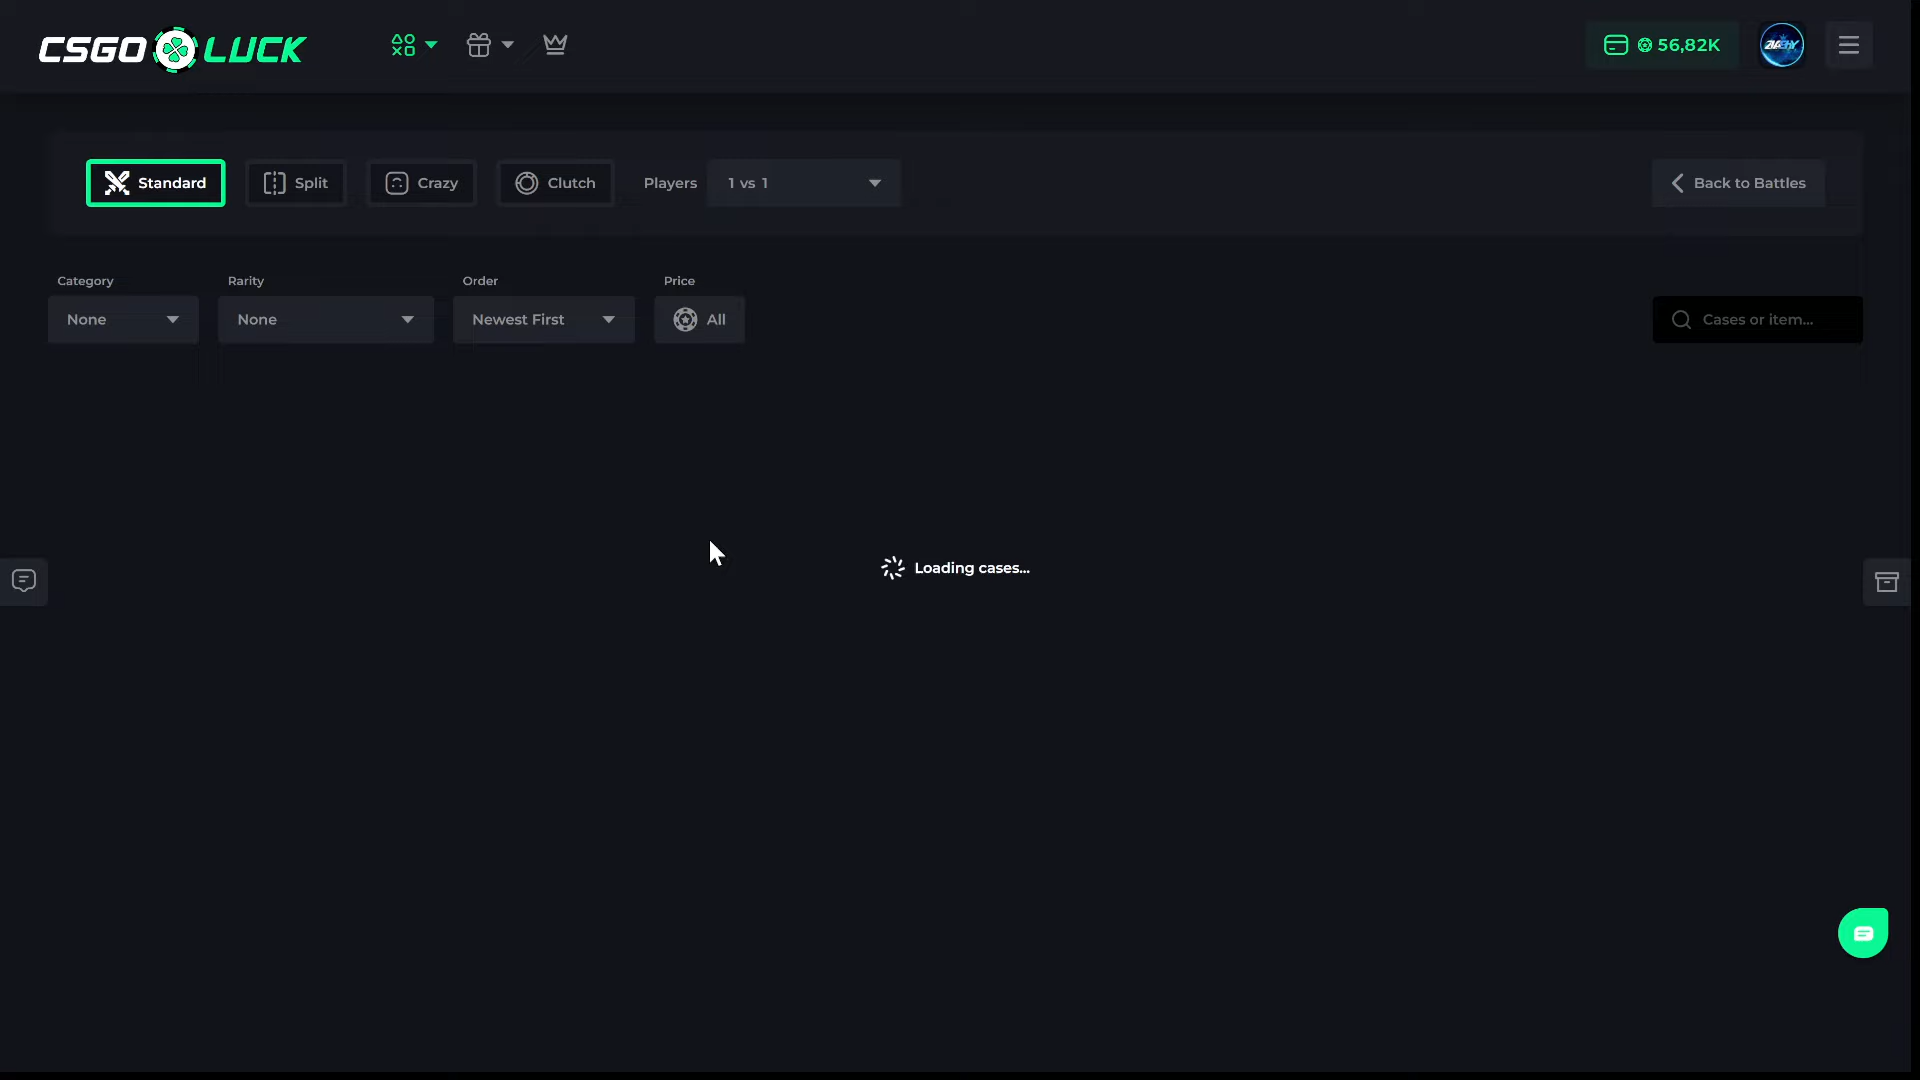 CSGO LUCK
56,82K
Standard
Split
Crazy
Clutch
Players
1 vs 1
Back to Battles
Category
Rarity
Order
Price
None
None
Newest First
All
Cases or item...
Loading cases...